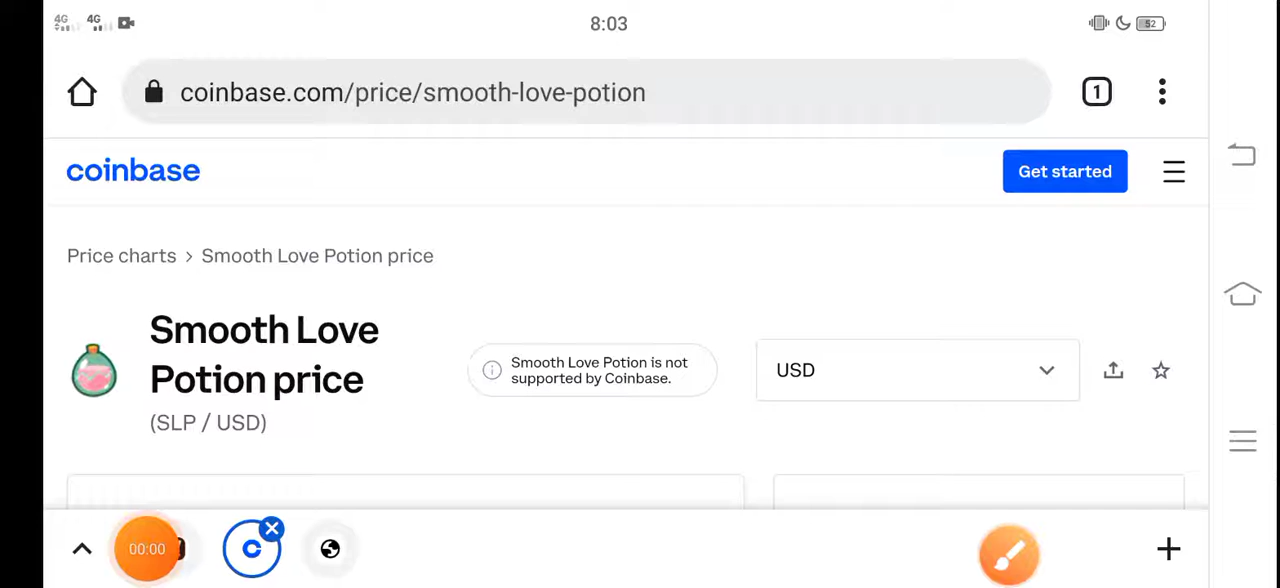 4G 4G 8:03 52
coinbase.com/price/smooth-love-potion 1
coinbase Get started
Price charts > Smooth Love Potion price
Smooth Love
Potion price
(SLP / USD)
Smooth Love Potion is not
supported by Coinbase.
USD
00:00